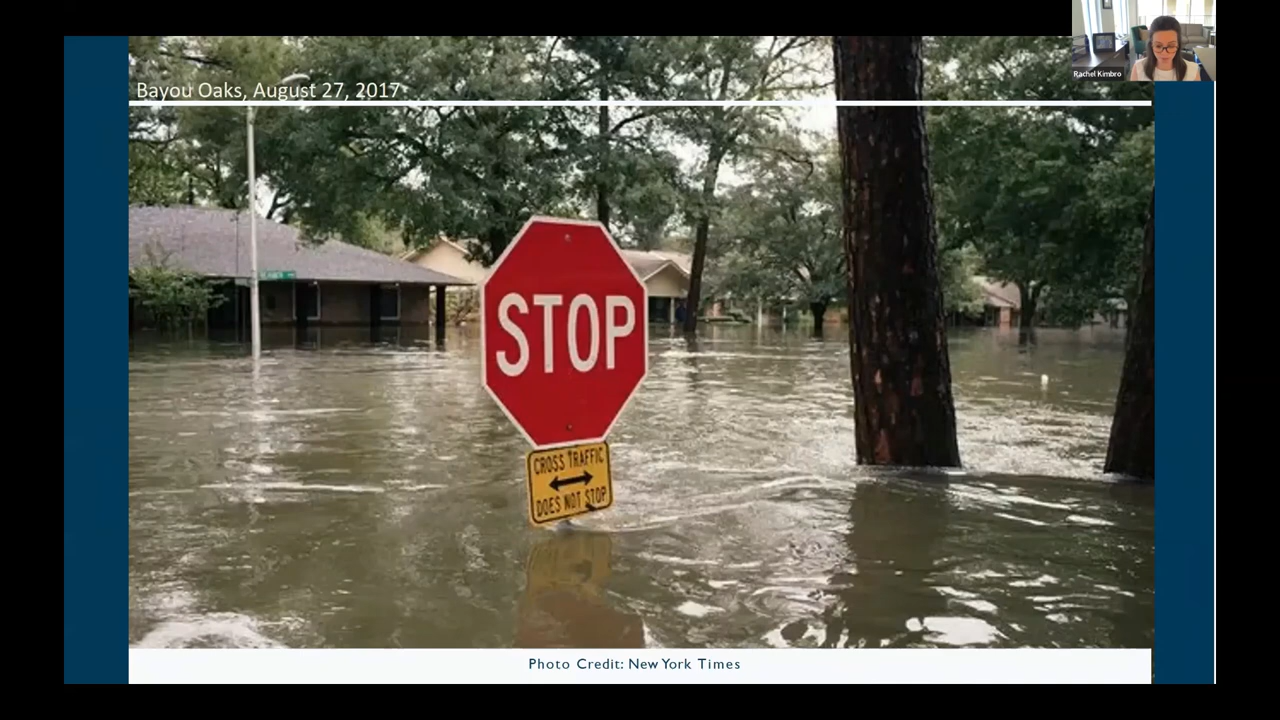 Rachel Kimbro
Bayou Oaks, August 27, 2017
STOP
CROSS TRAFFIC
DOES NOT STOP
Photo Credit: New York Times